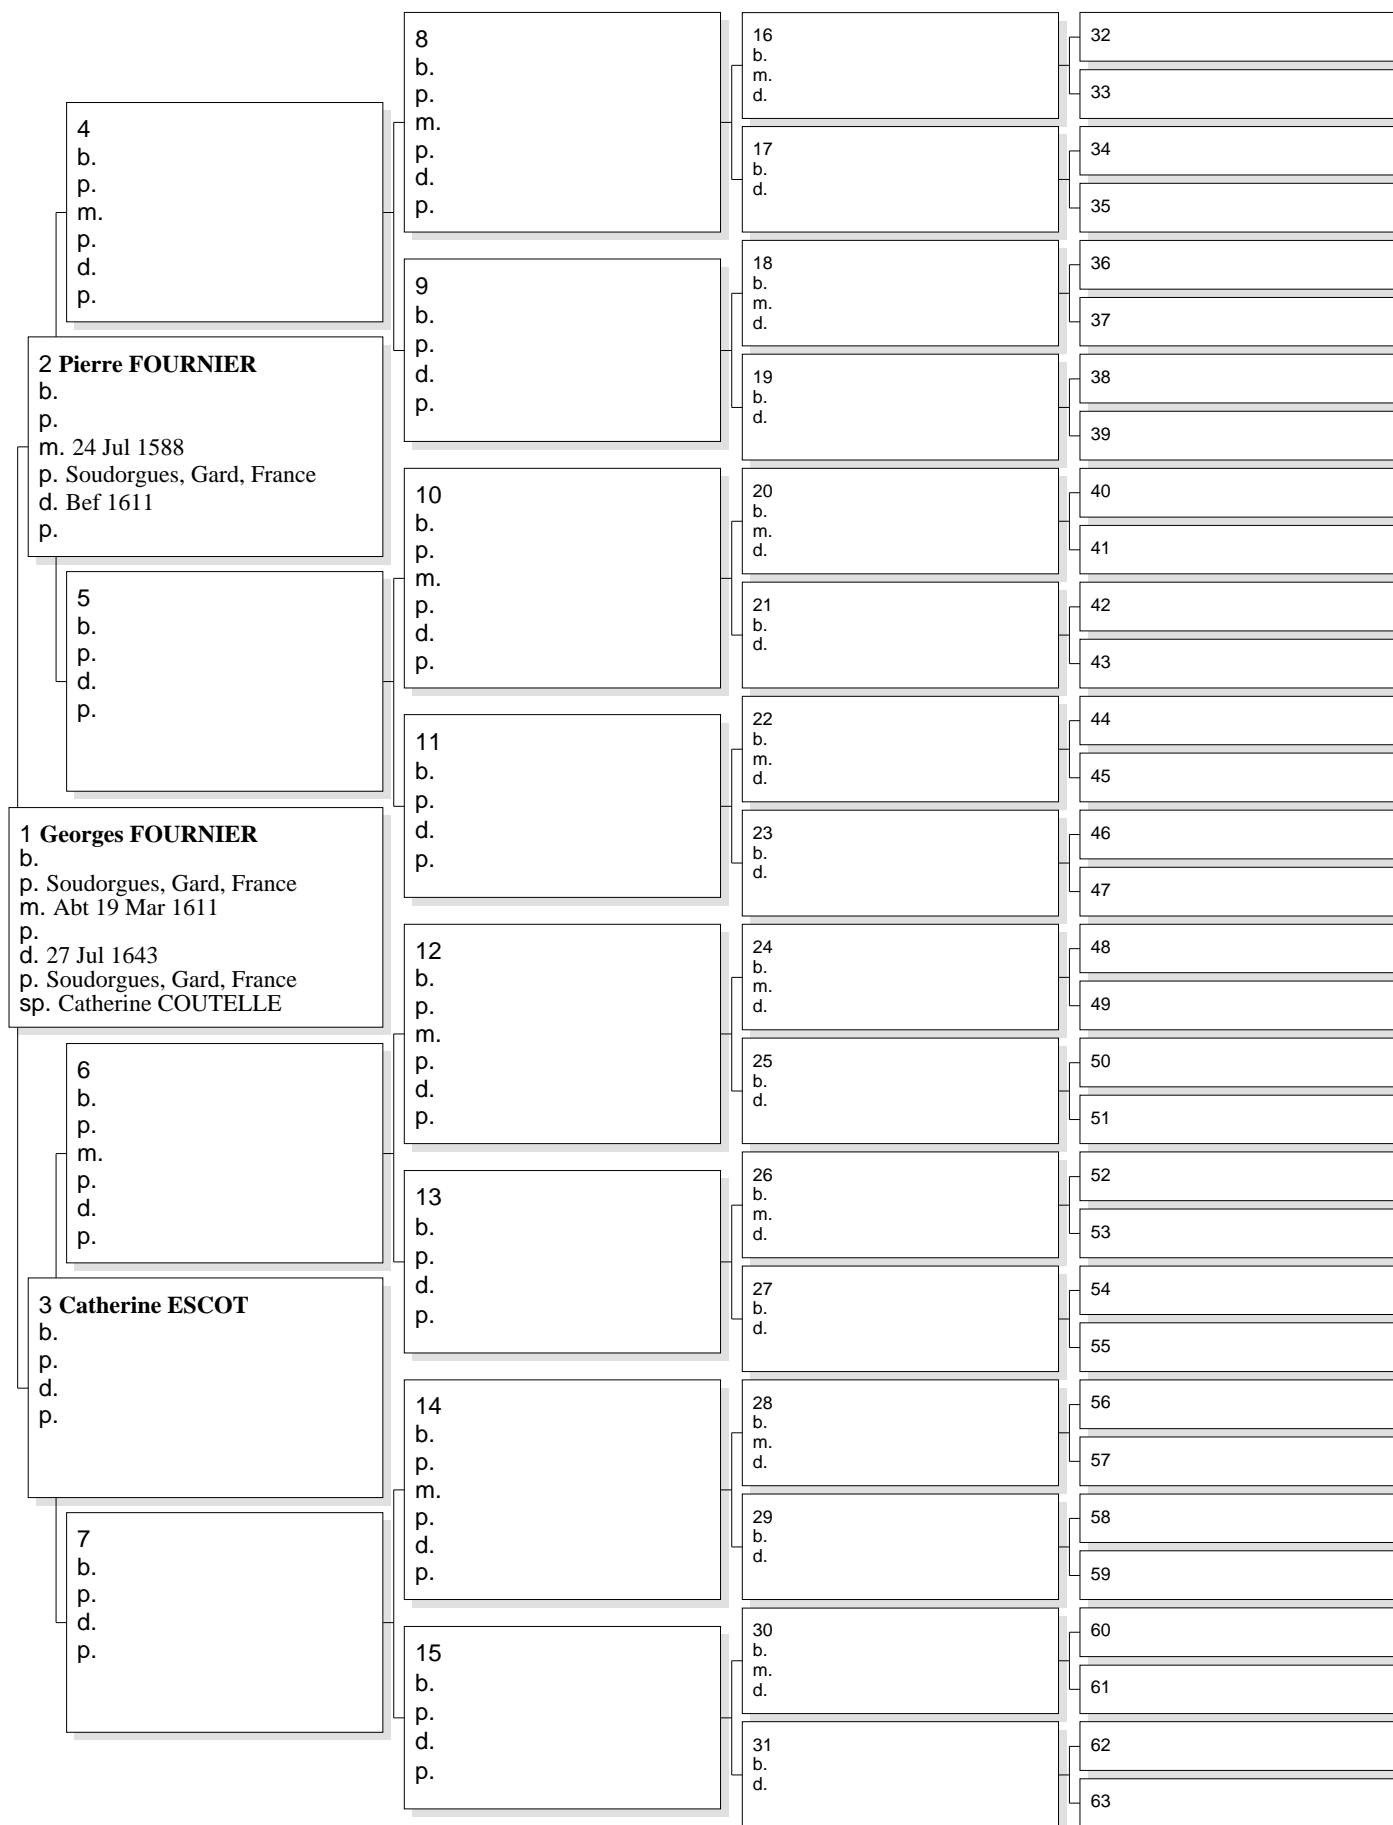 4
b.
p.
m.
p.
d.
p.
2 Pierre FOURNIER
b.
p.
m. 24 Jul 1588
p. Soudorgues, Gard, France
d. Bef 1611
p.
5
b.
p.
d.
p.
1 Georges FOURNIER
b.
p. Soudorgues, Gard, France
m. Abt 19 Mar 1611
p.
d. 27 Jul 1643
p. Soudorgues, Gard, France
sp. Catherine COUTELLE
6
b.
p.
m.
p.
d.
p.
3 Catherine ESCOT
b.
p.
d.
p.
7
b.
p.
d.
p.
8
b.
p.
m.
p.
d.
p.
9
b.
p.
d.
p.
10
b.
p.
m.
p.
d.
p.
11
b.
p.
d.
p.
12
b.
p.
m.
p.
d.
p.
13
b.
p.
d.
p.
14
b.
p.
m.
p.
d.
p.
15
b.
p.
d.
p.
16
b.
m.
d.
17
b.
d.
18
b.
m.
d.
19
b.
d.
20
b.
m.
d.
21
b.
d.
22
b.
m.
d.
23
b.
d.
24
b.
m.
d.
25
b.
d.
26
b.
m.
d.
27
b.
d.
28
b.
m.
d.
29
b.
d.
30
b.
m.
d.
31
b.
d.
32
33
34
35
36
37
38
39
40
41
42
43
44
45
46
47
48
49
50
51
52
53
54
55
56
57
58
59
60
61
62
63